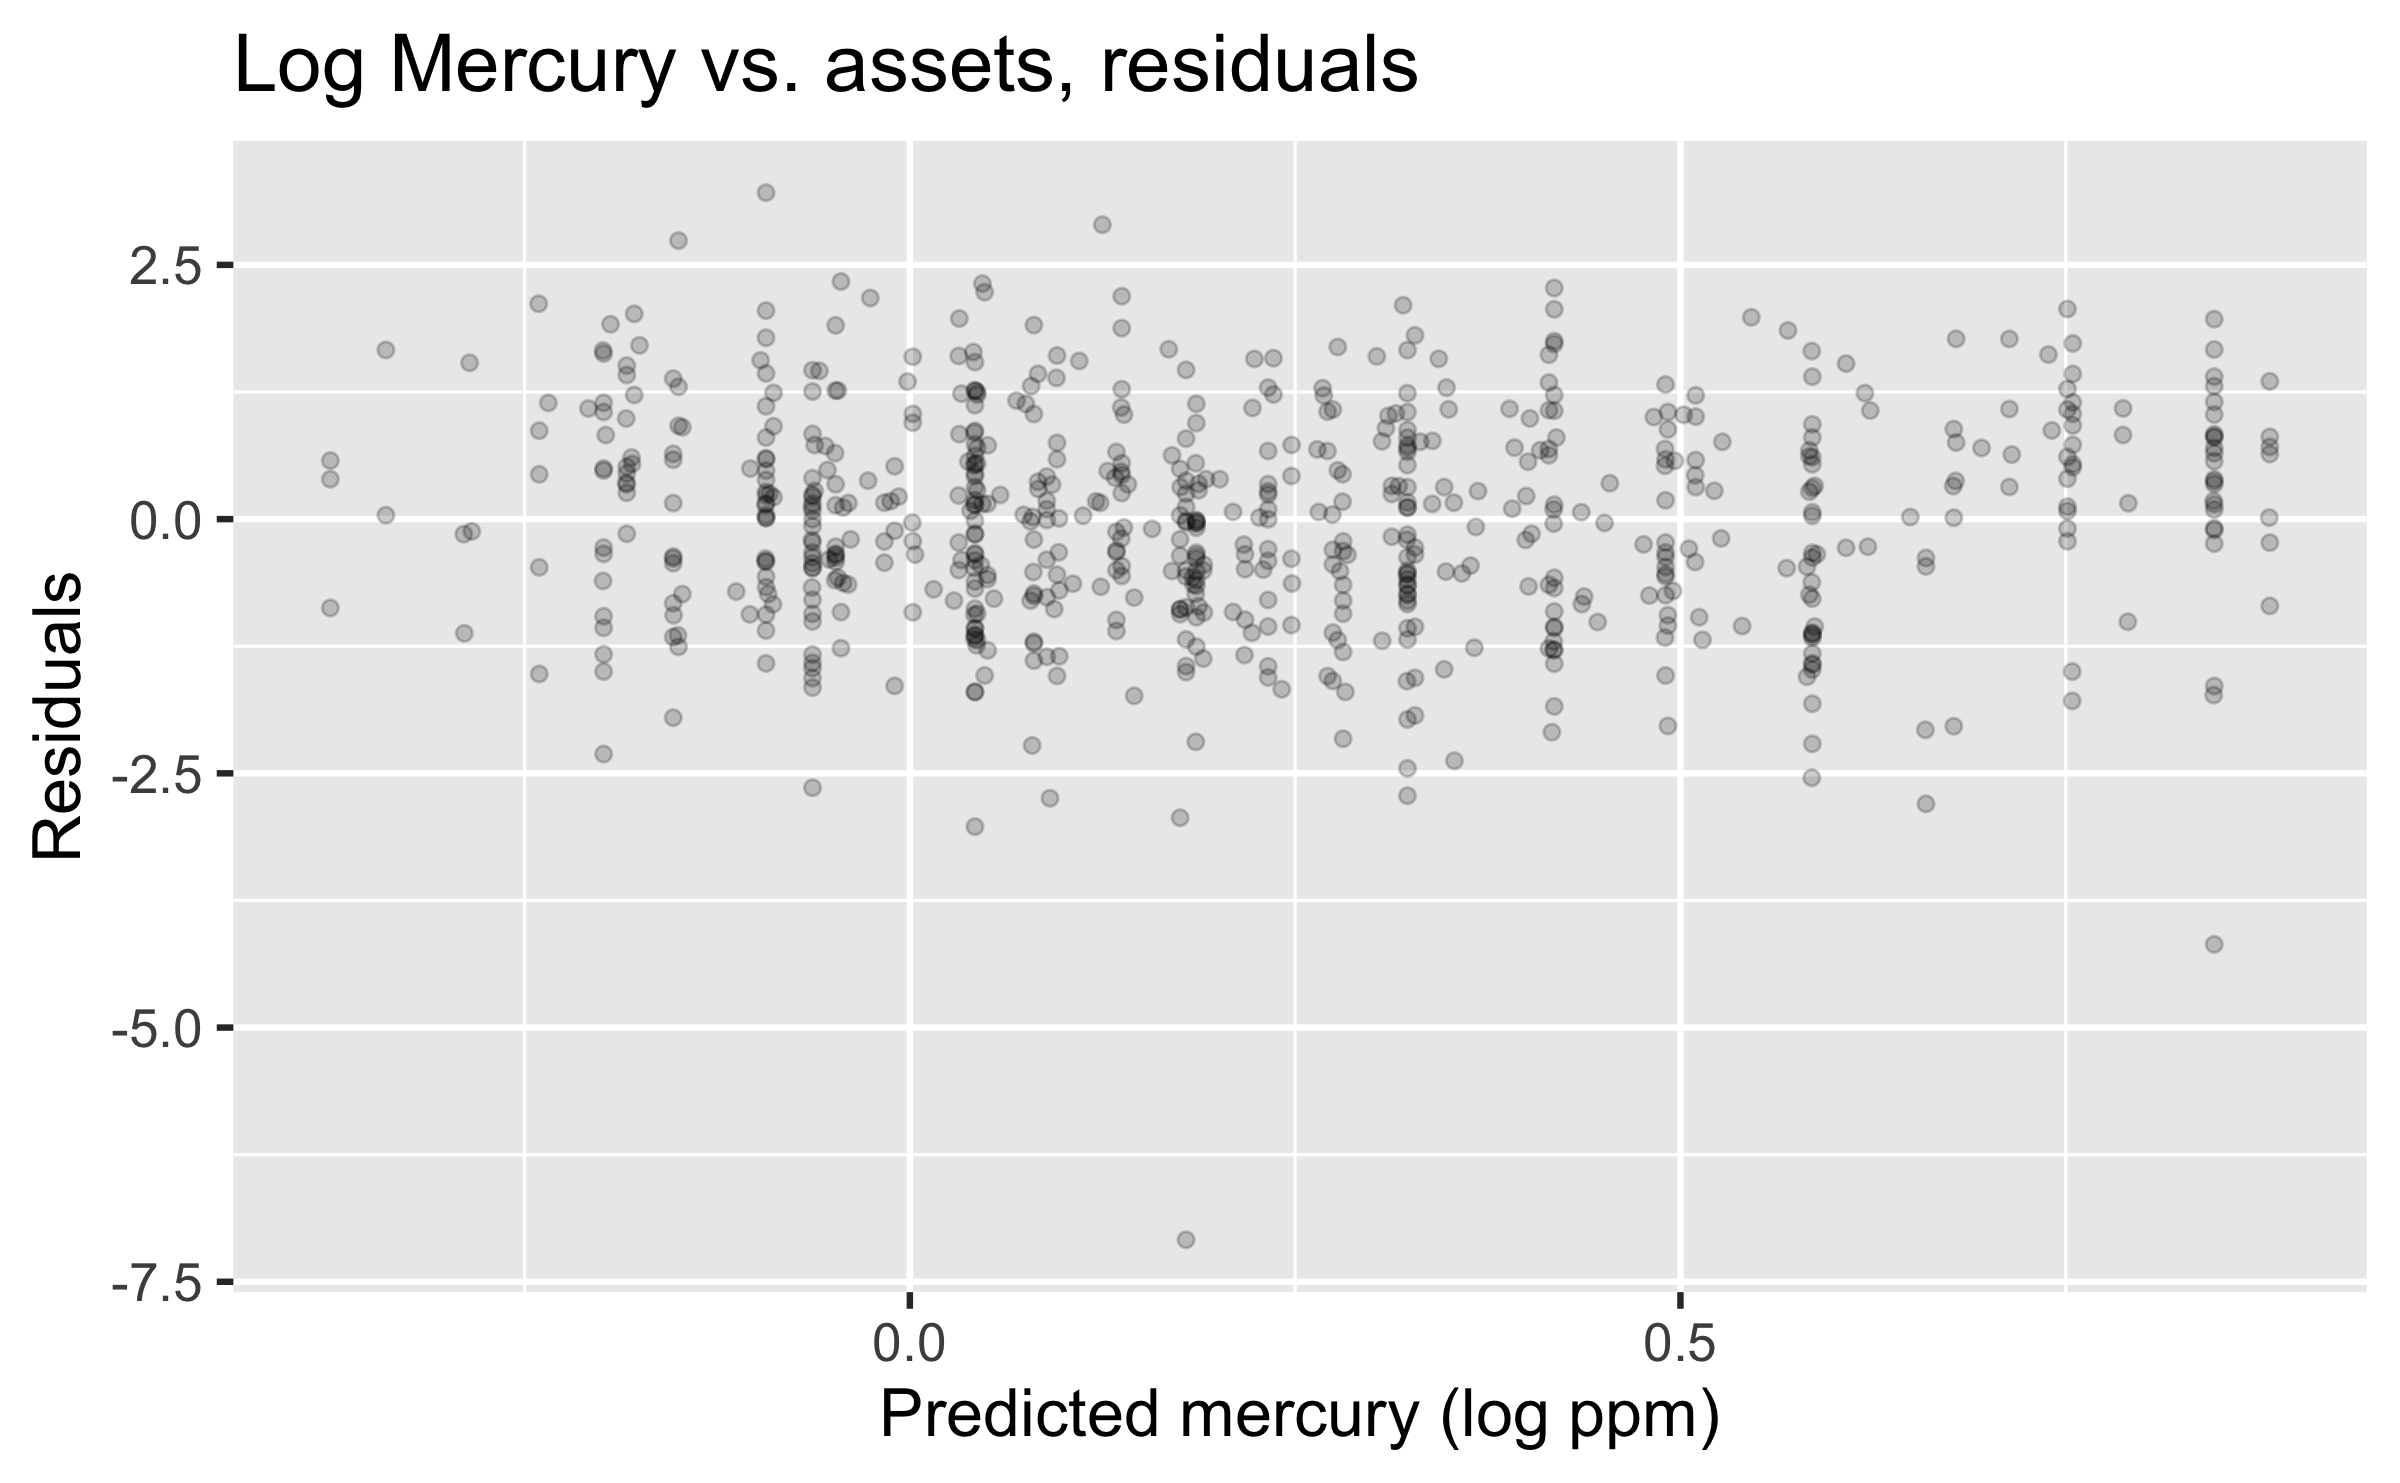 Log Mercury vs. assets, residuals
2.5
0.0
-2.5
-5.0
-7.5
Residuals
0.0 0.5
Predicted mercury (log ppm)